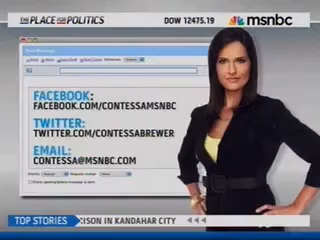 THE PLACE FOR POLITICS
DOW 12475.19
msnbc
FACEBOOK:
FACEBOOK.COM/CONTESSAMSNBC
TWITTER:
TWITTER.COM/CONTESSABREWER
EMAIL:
CONTESSA@MSNBC.COM
TOP STORIES
RISON IN KANDAHAR CITY